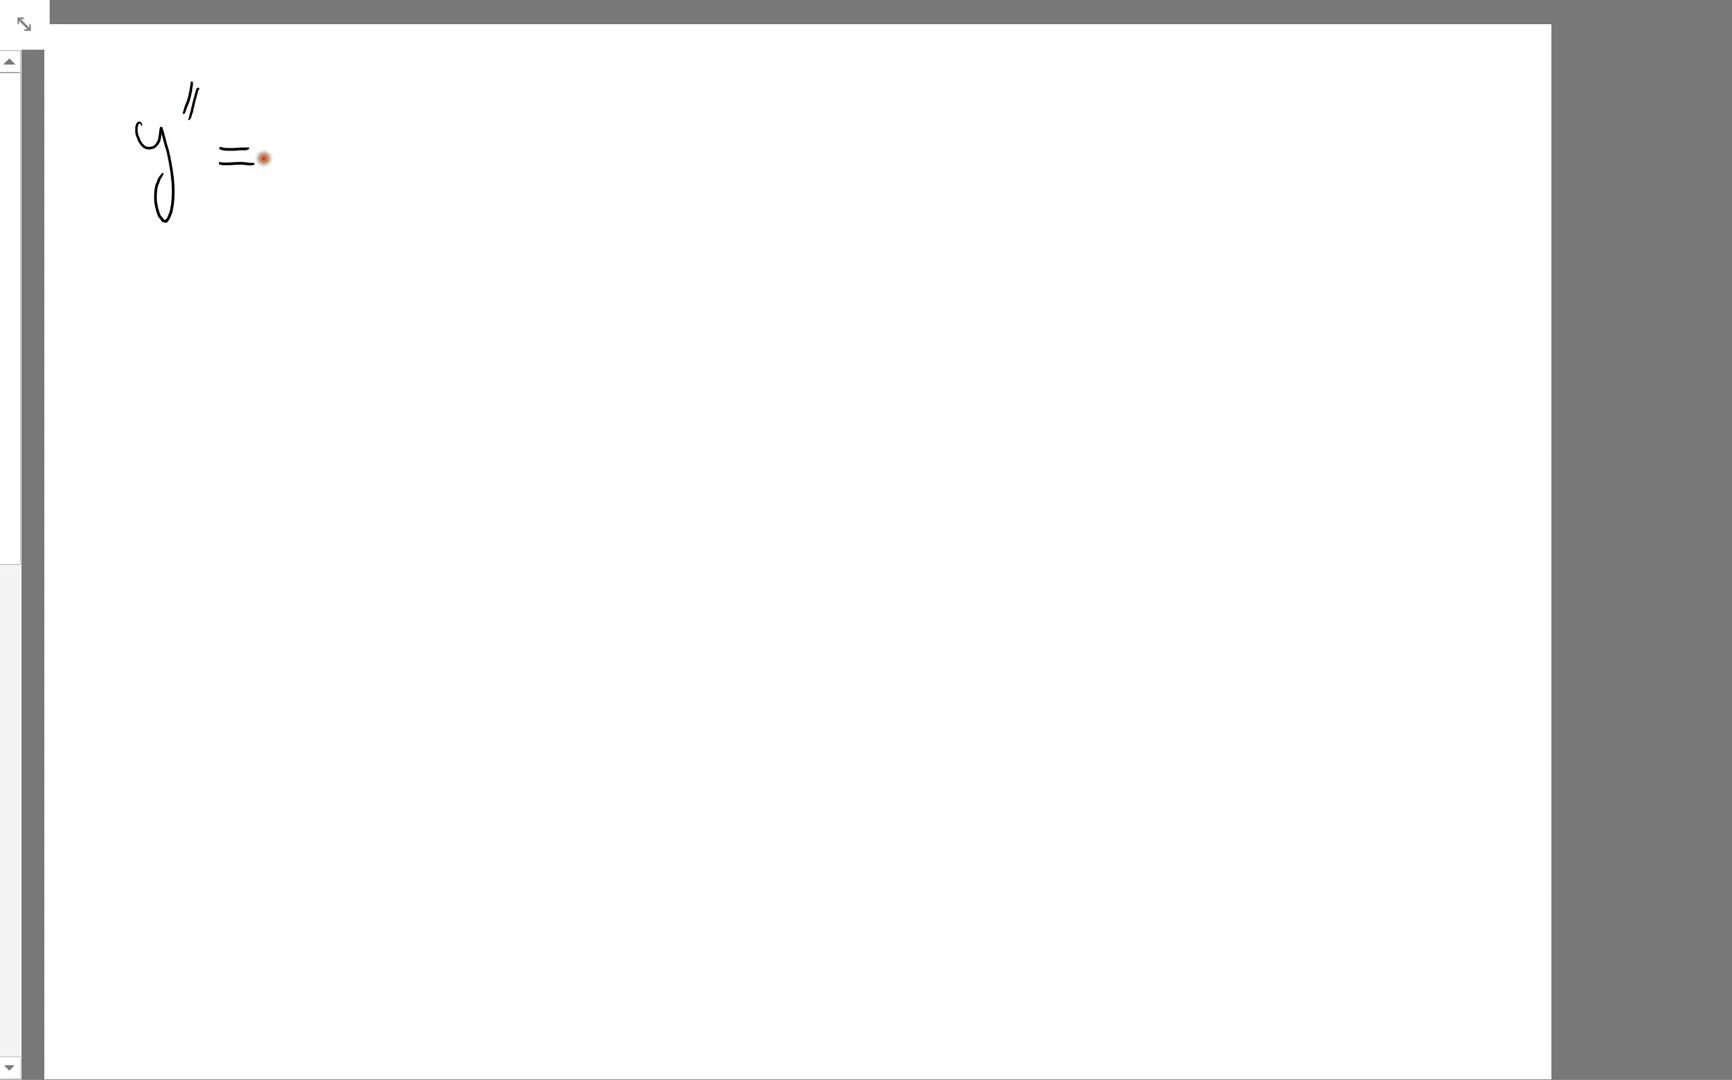 y'' =